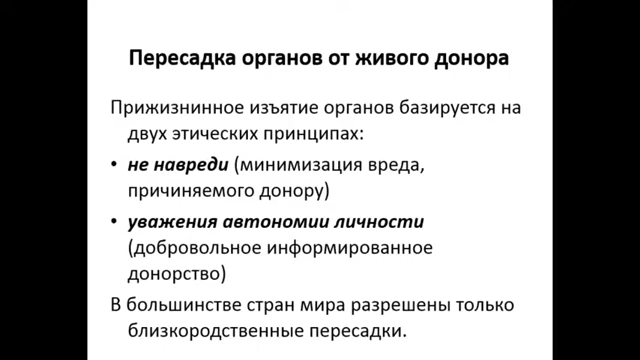 Пересадка органов от живого донора
Прижизнинное изъятие органов базируется на
двух этических принципах:
• не навреди (минимизация вреда,
причиняемого донору)
• уважения автономии личности
(добровольное информированное
донорство)
В большинстве стран мира разрешены только
близкородственные пересадки.